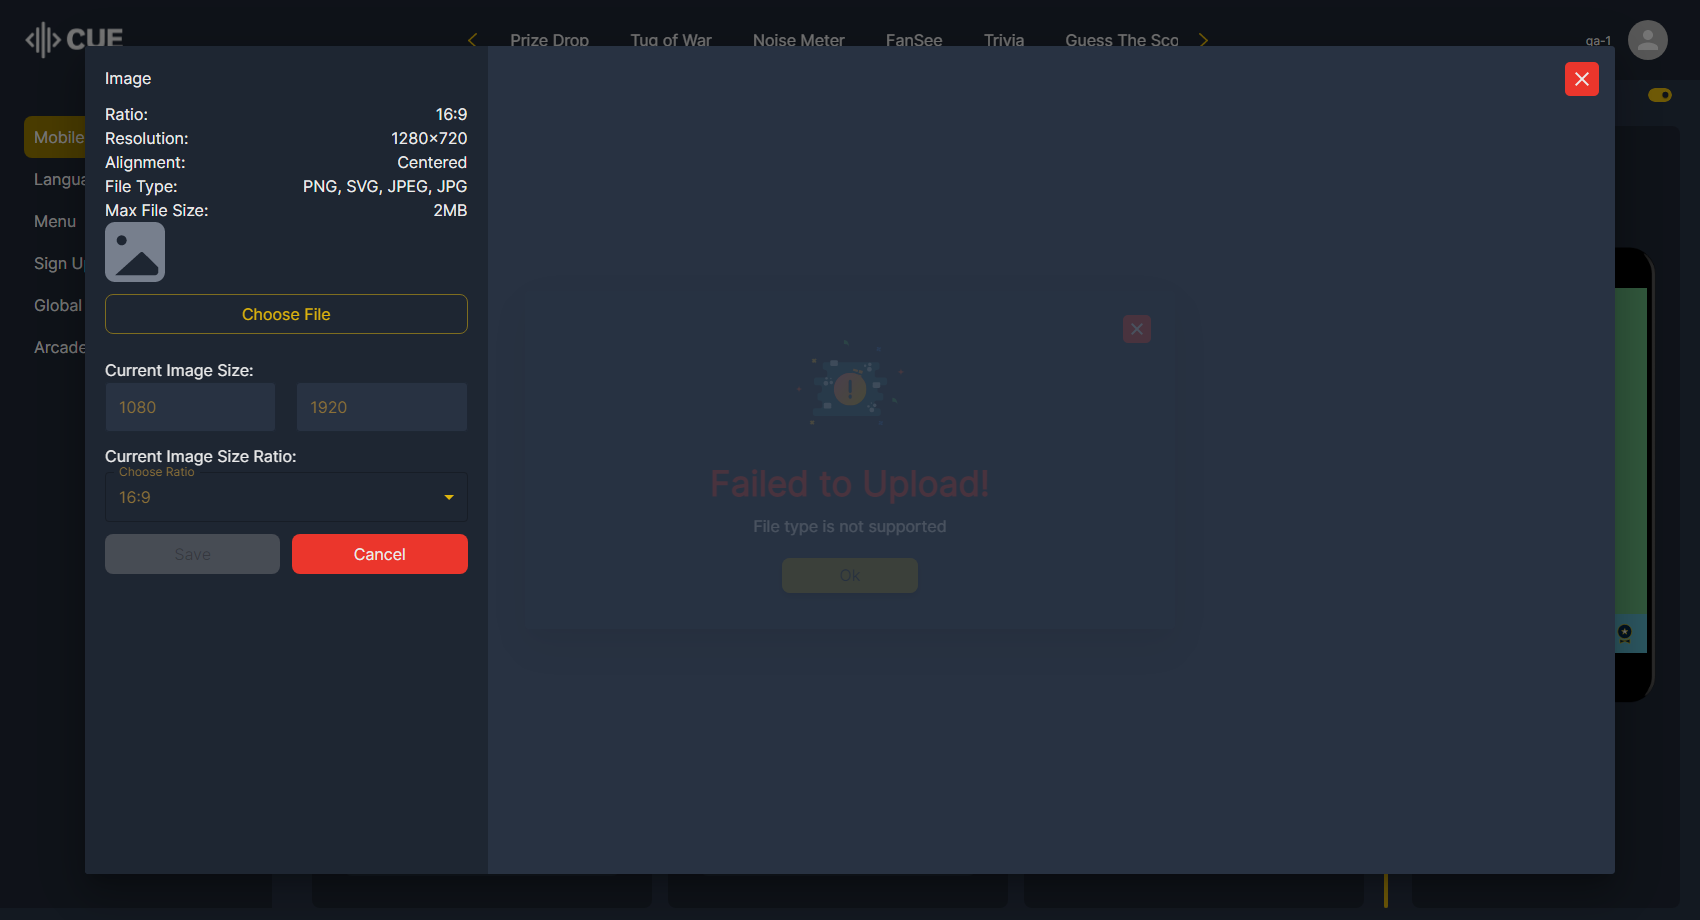 CUE
Prize Drop Tug of War Noise Meter FanSee Trivia Guess The Sco
qa-1
Mobile
Langua
Menu
Sign Up
Global
Arcade
Image
Ratio: 16:9
Resolution: 1280×720
Alignment: Centered
File Type: PNG, SVG, JPEG, JPG
Max File Size: 2MB
Choose File
Current Image Size:
1080 1920
Current Image Size Ratio:
Choose Ratio
16:9
Save Cancel
Failed to Upload!
File type is not supported
Ok